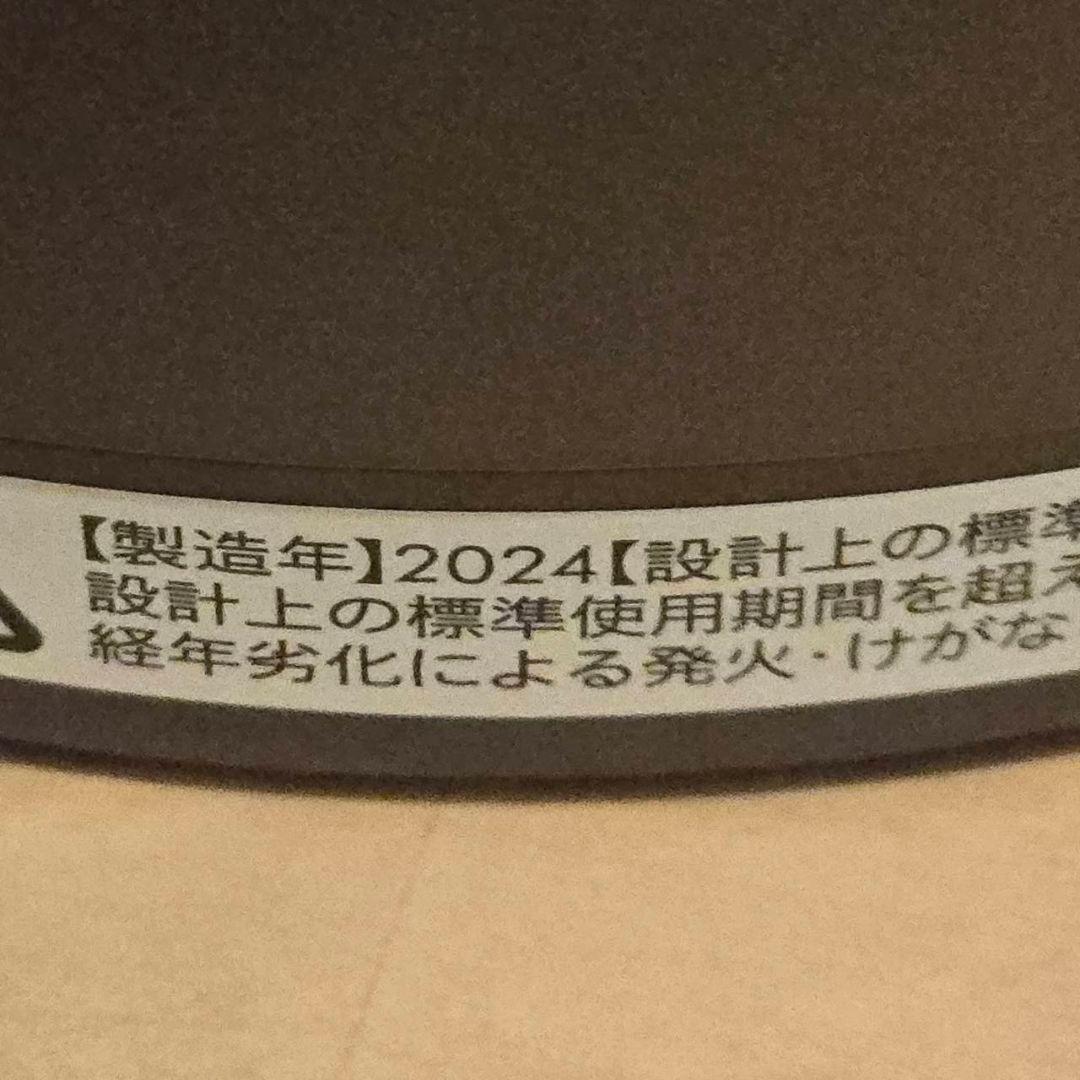 【製造年】2024【設計上の標準
設計上の標準使用期間を超え
経年劣化による発火・けがな